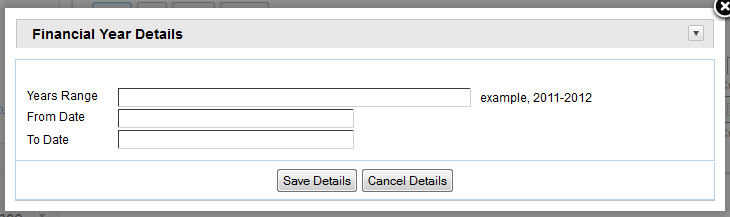 Financial Year Details
Years Range example, 2011-2012
From Date
To Date
Save Details Cancel Details